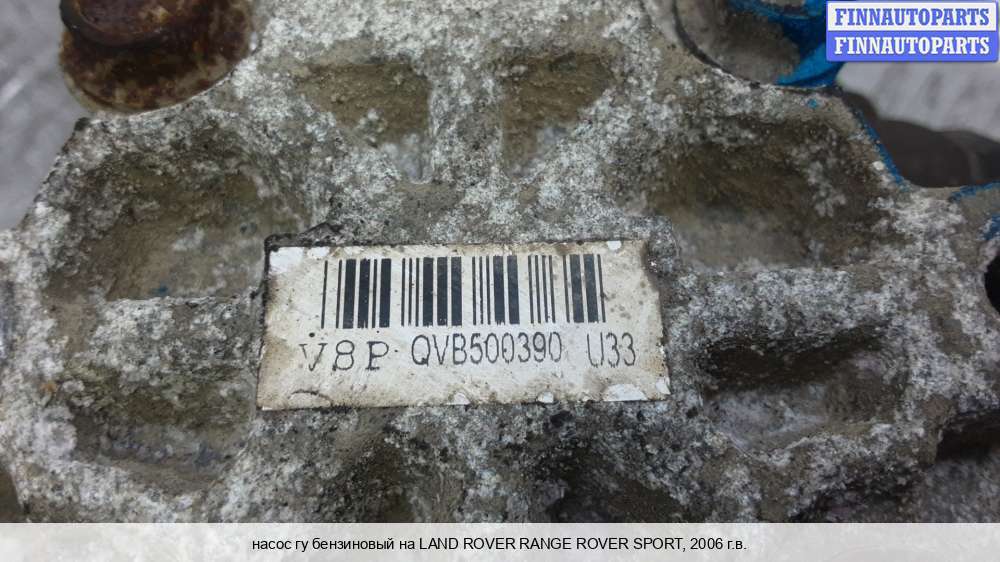 FINNAUTOPARTS
FINNAUTOPARTS
V8P QVB500390 U33
насос гу бензиновый на LAND ROVER RANGE ROVER SPORT, 2006 г.в.